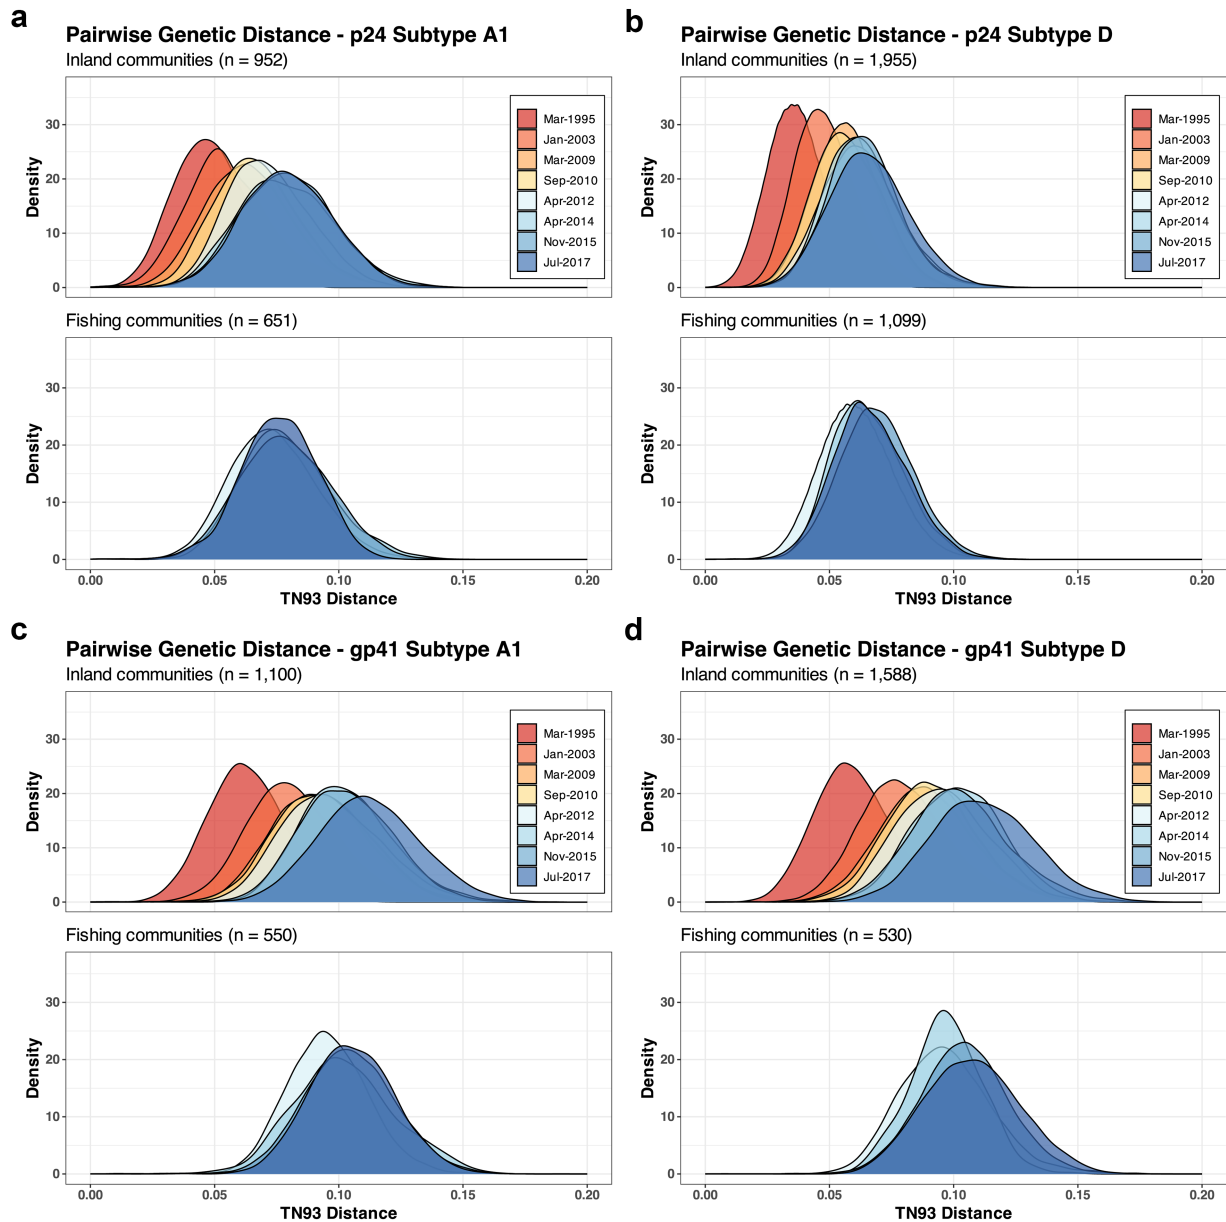 a
Pairwise Genetic Distance - p24 Subtype A1
Inland communities (n = 952)
Density
30
20
10
0
Mar-1995
Jan-2003
Mar-2009
Sep-2010
Apr-2012
Apr-2014
Nov-2015
Jul-2017
Fishing communities (n = 651)
Density
30
20
10
0
0.00 0.05 0.10 0.15 0.20
TN93 Distance
b
Pairwise Genetic Distance - p24 Subtype D
Inland communities (n = 1,955)
Density
30
20
10
0
Mar-1995
Jan-2003
Mar-2009
Sep-2010
Apr-2012
Apr-2014
Nov-2015
Jul-2017
Fishing communities (n = 1,099)
Density
30
20
10
0
0.00 0.05 0.10 0.15 0.20
TN93 Distance
c
Pairwise Genetic Distance - gp41 Subtype A1
Inland communities (n = 1,100)
Density
30
20
10
0
Mar-1995
Jan-2003
Mar-2009
Sep-2010
Apr-2012
Apr-2014
Nov-2015
Jul-2017
Fishing communities (n = 550)
Density
30
20
10
0
0.00 0.05 0.10 0.15 0.20
TN93 Distance
d
Pairwise Genetic Distance - gp41 Subtype D
Inland communities (n = 1,588)
Density
30
20
10
0
Mar-1995
Jan-2003
Mar-2009
Sep-2010
Apr-2012
Apr-2014
Nov-2015
Jul-2017
Fishing communities (n = 530)
Density
30
20
10
0
0.00 0.05 0.10 0.15 0.20
TN93 Distance